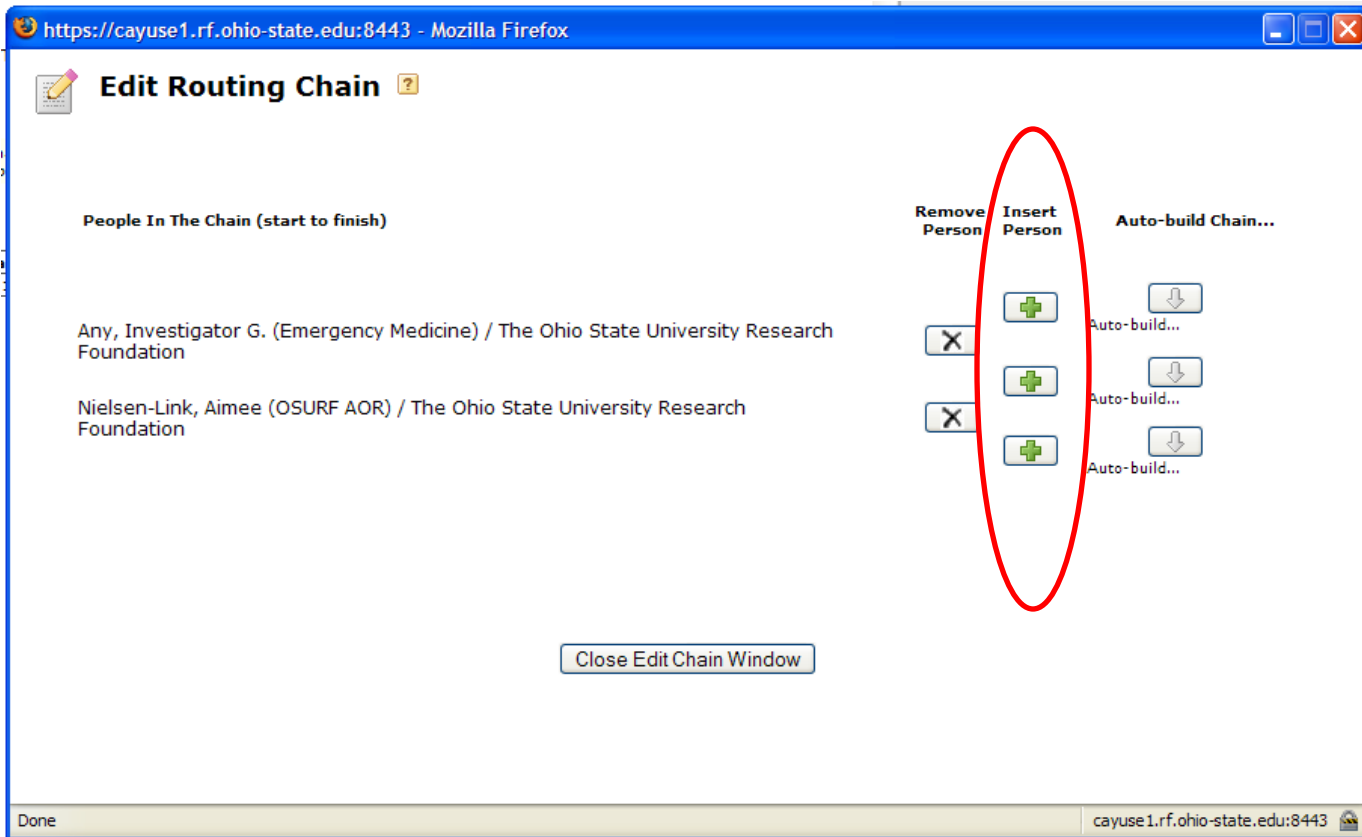 https://cayuse1.rf.ohio-state.edu:8443 - Mozilla Firefox
Edit Routing Chain ?
People In The Chain (start to finish)
Remove Person
Insert Person
Auto-build Chain...
Auto-build...
Any, Investigator G. (Emergency Medicine) / The Ohio State University Research
Foundation
Auto-build...
Nielsen-Link, Aimee (OSURF AOR) / The Ohio State University Research
Foundation
Auto-build...
Close Edit Chain Window
Done
cayuse1.rf.ohio-state.edu:8443